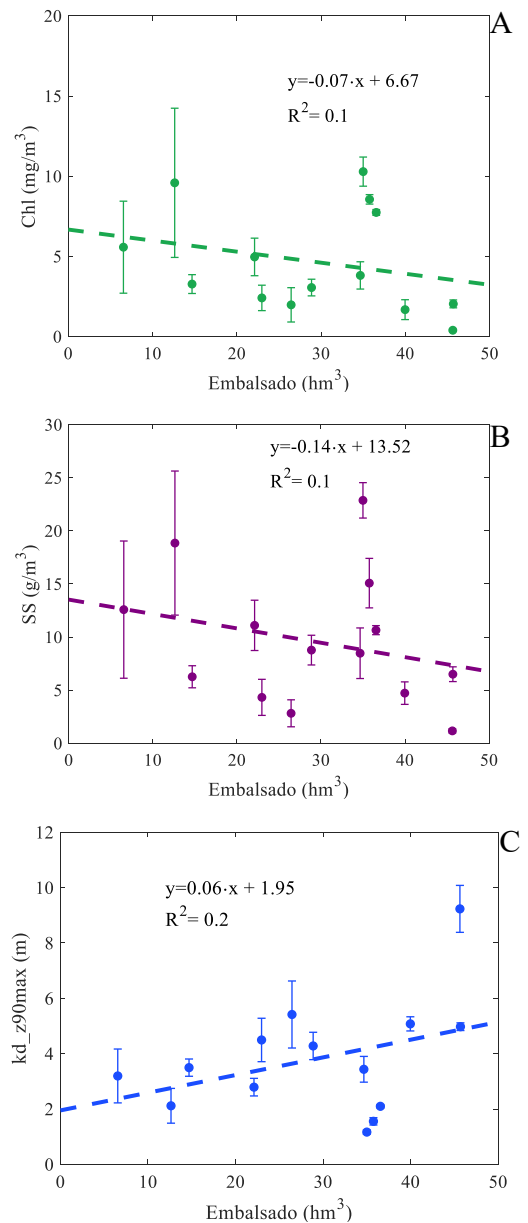 A
20
15
10
5
0
Chl (mg/m³)
y=-0.07·x + 6.67
R²= 0.1
0 10 20 30 40 50
Embalsado (hm³)
B
30
25
20
15
10
5
0
SS (g/m³)
y=-0.14·x + 13.52
R²= 0.1
0 10 20 30 40 50
Embalsado (hm³)
C
12
10
8
6
4
2
0
kd_z90max (m)
y=0.06·x + 1.95
R²= 0.2
0 10 20 30 40 50
Embalsado (hm³)